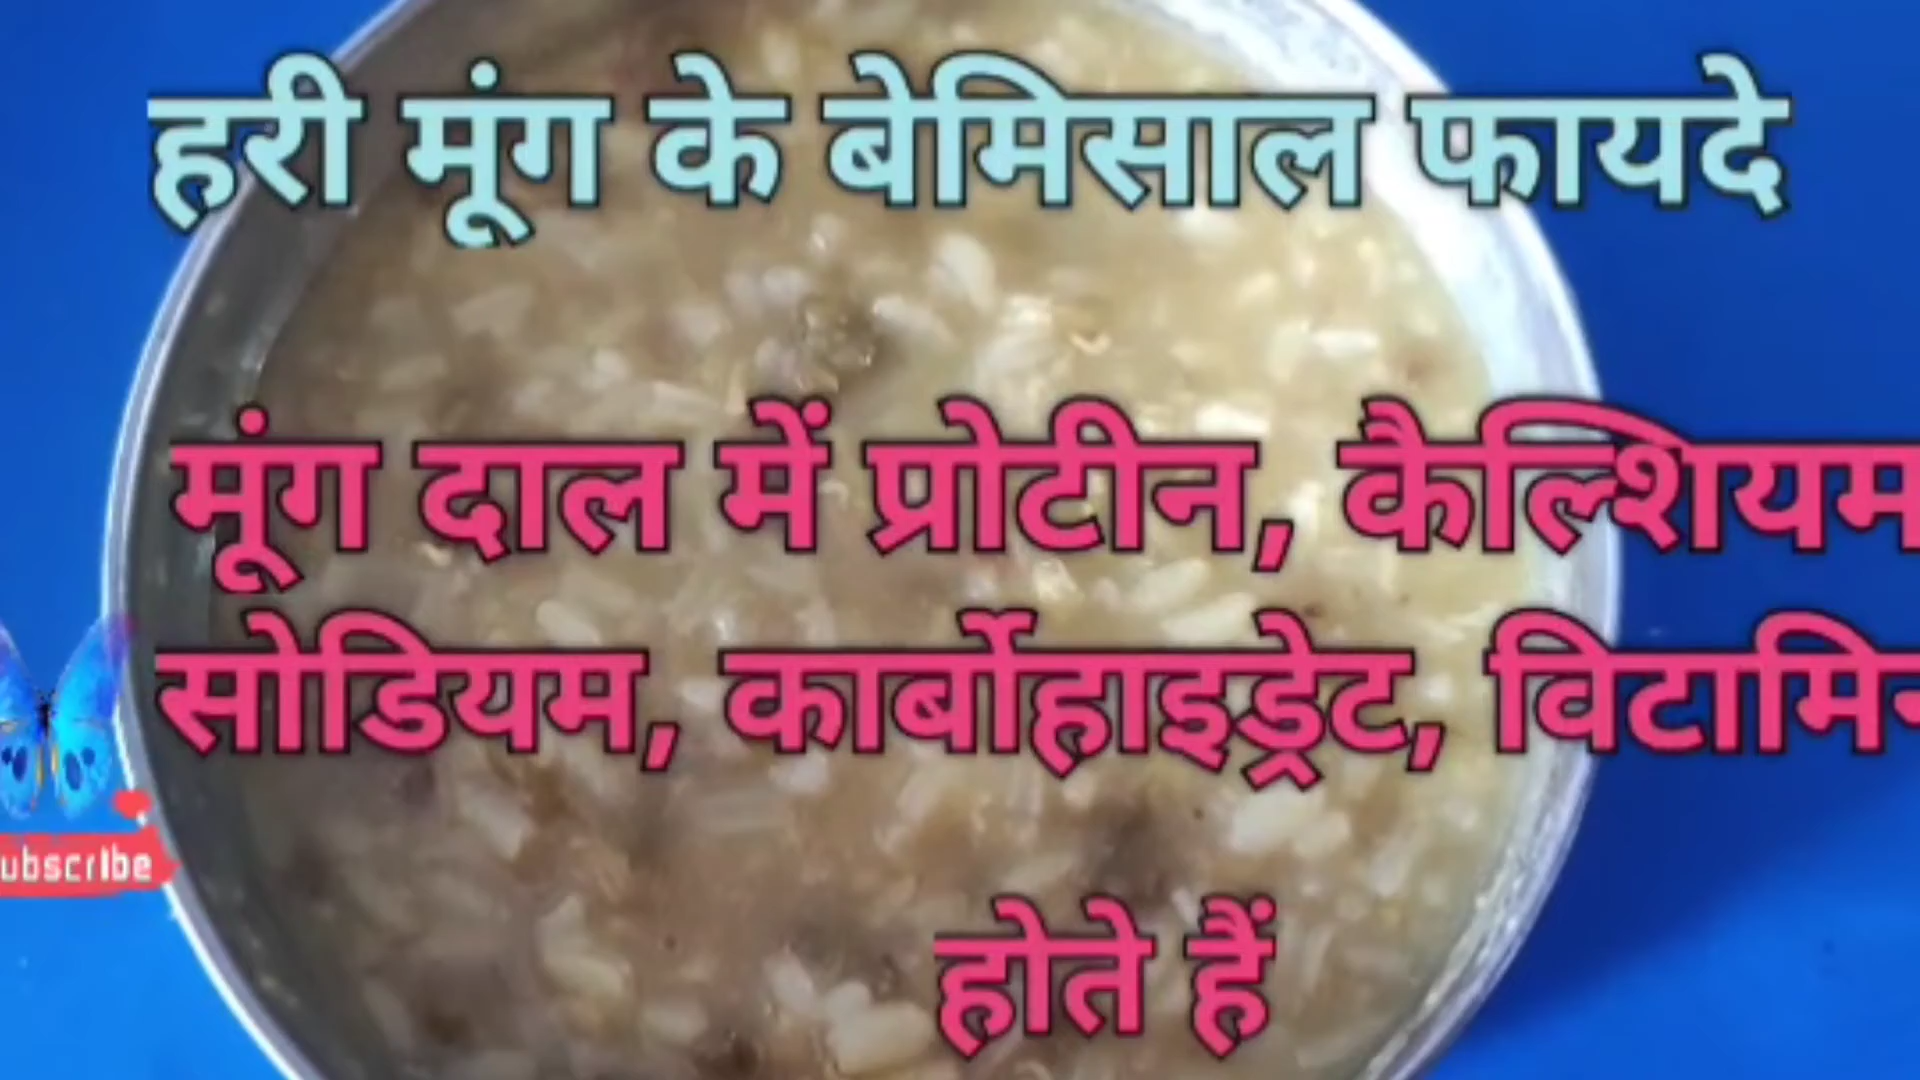 हरी मूंग के बेमिसाल फायदे
मूंग दाल में प्रोटीन, कैल्शियम
सोडियम, कार्बोहाइड्रेट, विटामिन
होते हैं
ubscribe